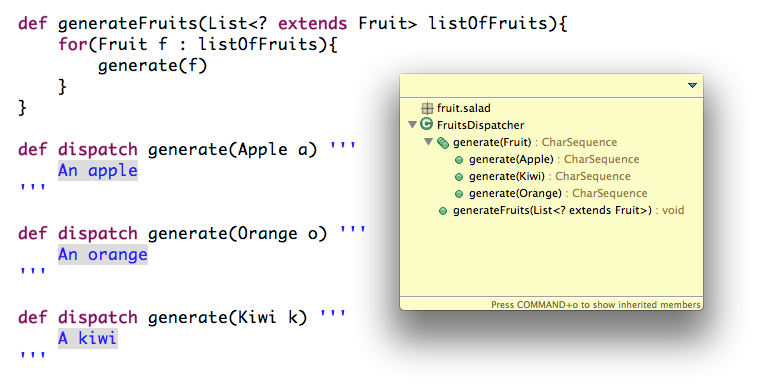 def generateFruits(List<? extends Fruit> listOfFruits){
for(Fruit f : listOfFruits){
generate(f)
}
}
def dispatch generate(Apple a) '''
An apple
'''
def dispatch generate(Orange o) '''
An orange
'''
def dispatch generate(Kiwi k) '''
A kiwi
'''
fruit.salad
FruitsDispatcher
generate(Fruit) : CharSequence
generate(Apple) : CharSequence
generate(Kiwi) : CharSequence
generate(Orange) : CharSequence
generateFruits(List<? extends Fruit>) : void
Press COMMAND+o to show inherited members